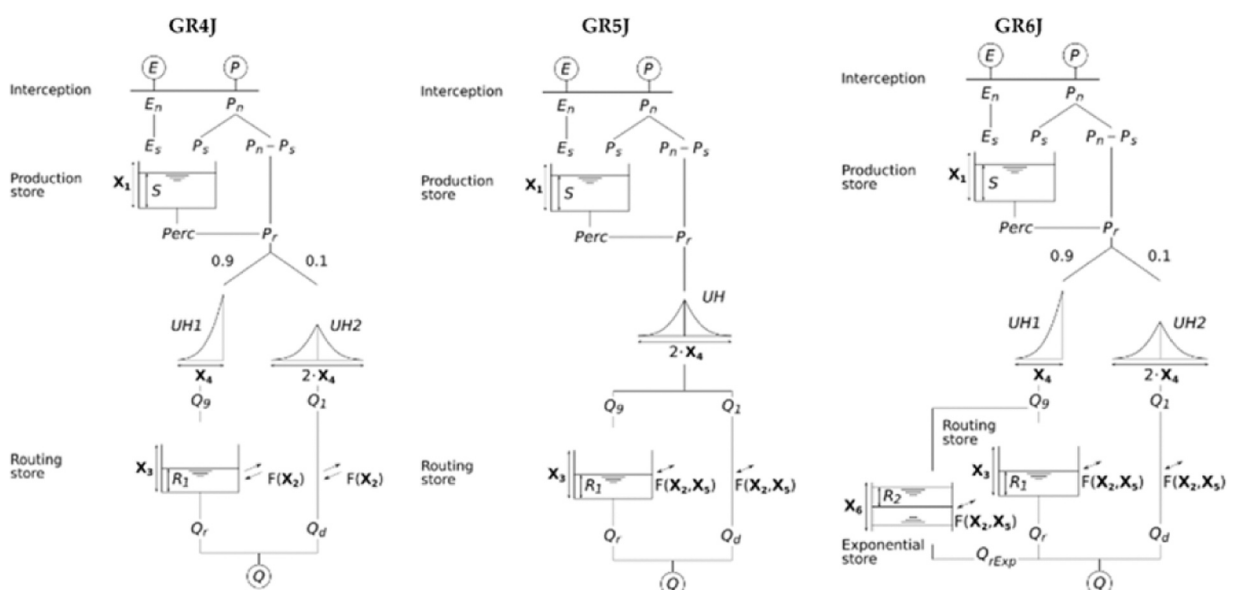 GR4J
E P
Interception
Eₙ Pₙ
Eₛ Pₛ Pₙ – Pₛ
Production
store
X₁
S
Perc
Pᵣ
0.9 0.1
UH1 UH2
X₄ 2·X₄
Q₉ Q₁
Routing
store
X₃
R₁
F(X₂) F(X₂)
Qᵣ Q_d
Q
GR5J
E P
Interception
Eₙ Pₙ
Eₛ Pₛ Pₙ – Pₛ
Production
store
X₁
S
Perc
Pᵣ
UH
2·X₄
Q₉ Q₁
Routing
store
X₃
R₁
F(X₂,X₅) F(X₂,X₅)
Qᵣ Q_d
Q
GR6J
E P
Interception
Eₙ Pₙ
Eₛ Pₛ Pₙ – Pₛ
Production
store
X₁
S
Perc
Pᵣ
0.9 0.1
UH1 UH2
X₄ 2·X₄
Q₉ Q₁
Routing
store
X₃
R₁
F(X₂,X₅) F(X₂,X₅)
X₆
R₂
F(X₂,X₅)
Qᵣ Q_d
Exponential
store
Q_rExp
Q